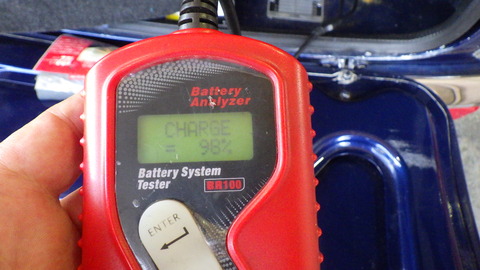 Battery
Analyzer
CHARGE
= 98%
Battery System
Tester BR100
ENTER